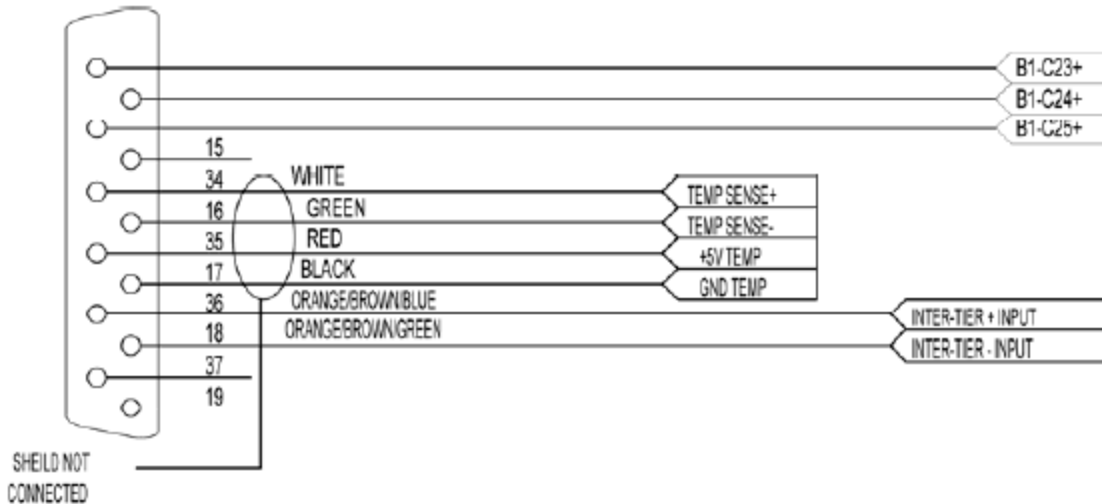 B1-C23+
B1-C24+
B1-C25+
15
34 WHITE
TEMP SENSE+
16 GREEN
TEMP SENSE-
35 RED
+5V TEMP
17 BLACK
GND TEMP
36 ORANGE/BROWN/BLUE
INTER-TIER + INPUT
18 ORANGE/BROWN/GREEN
INTER-TIER - INPUT
37
19
SHEILD NOT
CONNECTED